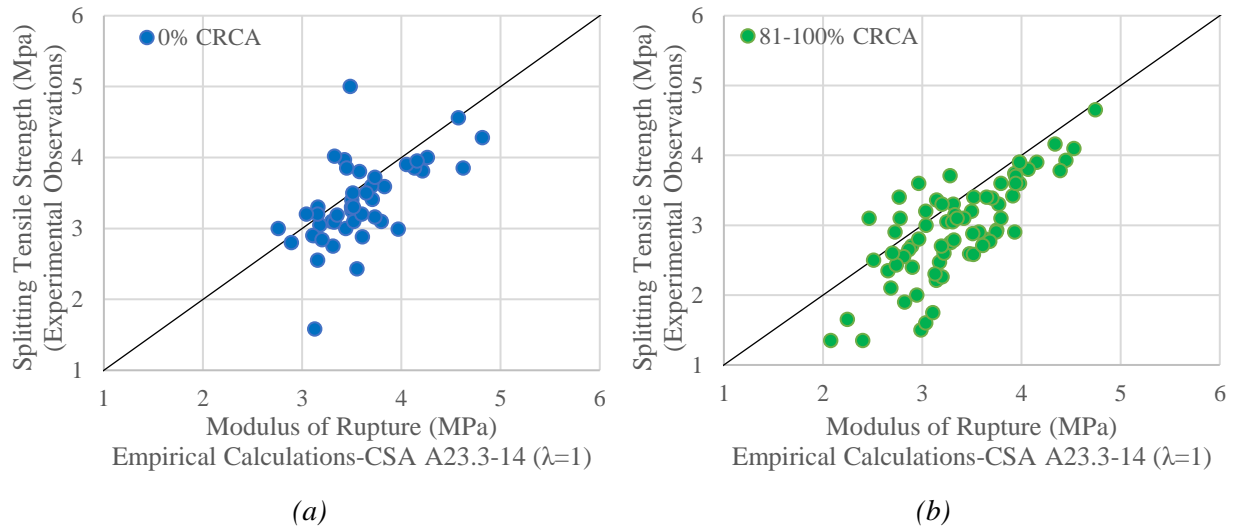 Splitting Tensile Strength (Mpa)
(Experimental Observations)
6
5
4
3
2
1
0% CRCA
1 2 3 4 5 6
Modulus of Rupture (MPa)
Empirical Calculations-CSA A23.3-14 (λ=1)
(a)
Splitting Tensile Strength (Mpa)
(Experimental Observations)
6
5
4
3
2
1
81-100% CRCA
1 2 3 4 5 6
Modulus of Rupture (MPa)
Empirical Calculations-CSA A23.3-14 (λ=1)
(b)